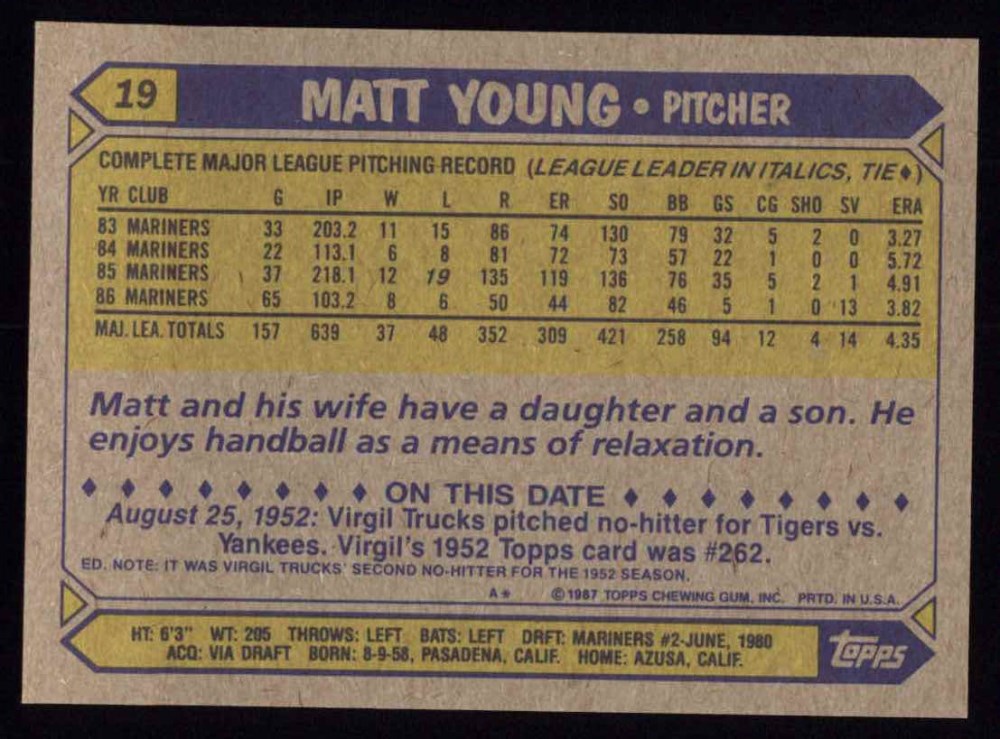 19 MATT YOUNG • PITCHER
COMPLETE MAJOR LEAGUE PITCHING RECORD (LEAGUE LEADER IN ITALICS, TIE♦)
YR CLUB G IP W L R ER SO BB GS CG SHO SV ERA
83 MARINERS 33 203.2 11 15 86 74 130 79 32 5 2 0 3.27
84 MARINERS 22 113.1 6 8 81 72 73 57 22 1 0 0 5.72
85 MARINERS 37 218.1 12 19 135 119 136 76 35 5 2 1 4.91
86 MARINERS 65 103.2 8 6 50 44 82 46 5 1 0 13 3.82
MAJ. LEA. TOTALS 157 639 37 48 352 309 421 258 94 12 4 14 4.35
Matt and his wife have a daughter and a son. He
enjoys handball as a means of relaxation.
♦ ♦ ♦ ♦ ♦ ♦ ♦ ♦ ON THIS DATE ♦ ♦ ♦ ♦ ♦ ♦ ♦ ♦
August 25, 1952: Virgil Trucks pitched no-hitter for Tigers vs.
Yankees. Virgil's 1952 Topps card was #262.
ED. NOTE: IT WAS VIRGIL TRUCKS' SECOND NO-HITTER FOR THE 1952 SEASON.
A* © 1987 TOPPS CHEWING GUM, INC. PRTD. IN U.S.A.
HT: 6'3" WT: 205 THROWS: LEFT BATS: LEFT DRFT: MARINERS #2-JUNE, 1980
ACQ: VIA DRAFT BORN: 8-9-58, PASADENA, CALIF. HOME: AZUSA, CALIF.
topps